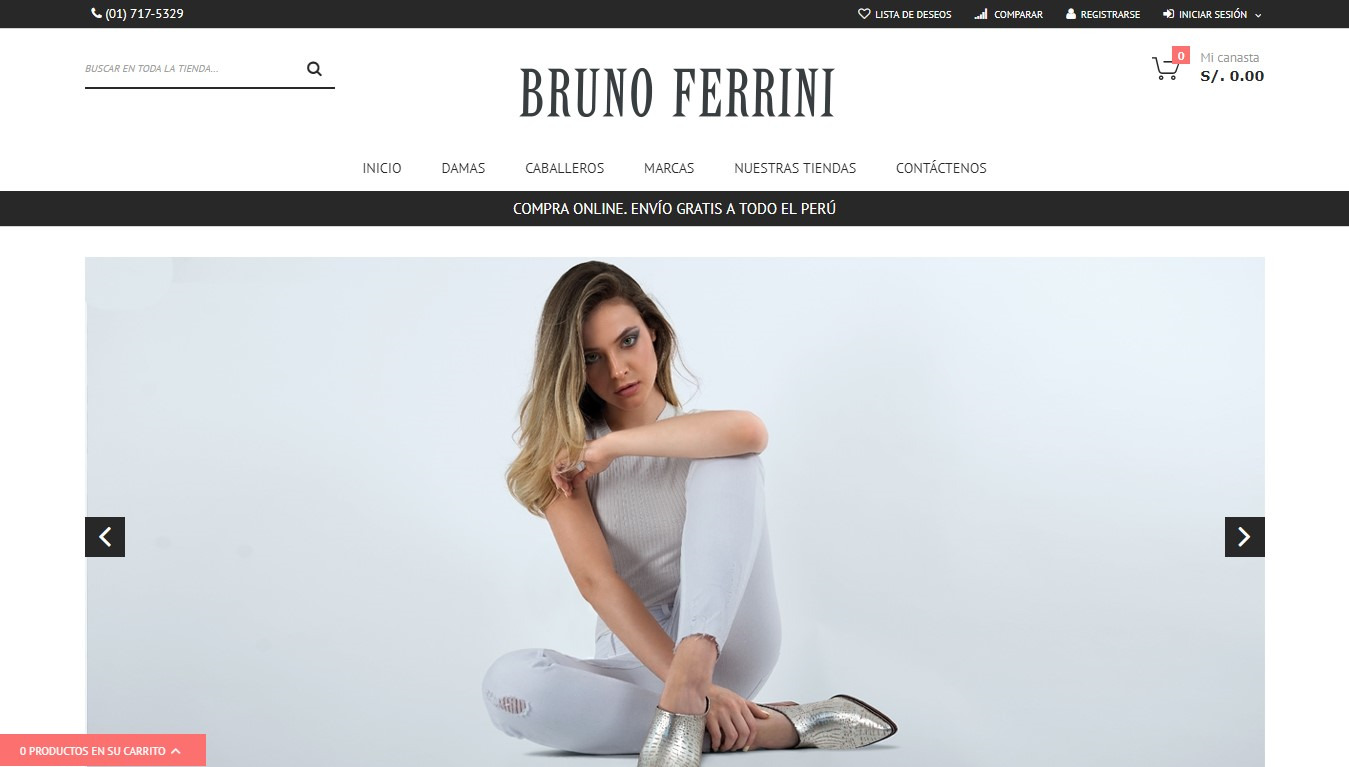 (01) 717-5329
LISTA DE DESEOS
COMPARAR
REGISTRARSE
INICIAR SESIÓN
BUSCAR EN TODA LA TIENDA...
BRUNO FERRINI
0
Mi canasta
S/. 0.00
INICIO
DAMAS
CABALLEROS
MARCAS
NUESTRAS TIENDAS
CONTÁCTENOS
COMPRA ONLINE. ENVÍO GRATIS A TODO EL PERÚ
0 PRODUCTOS EN SU CARRITO